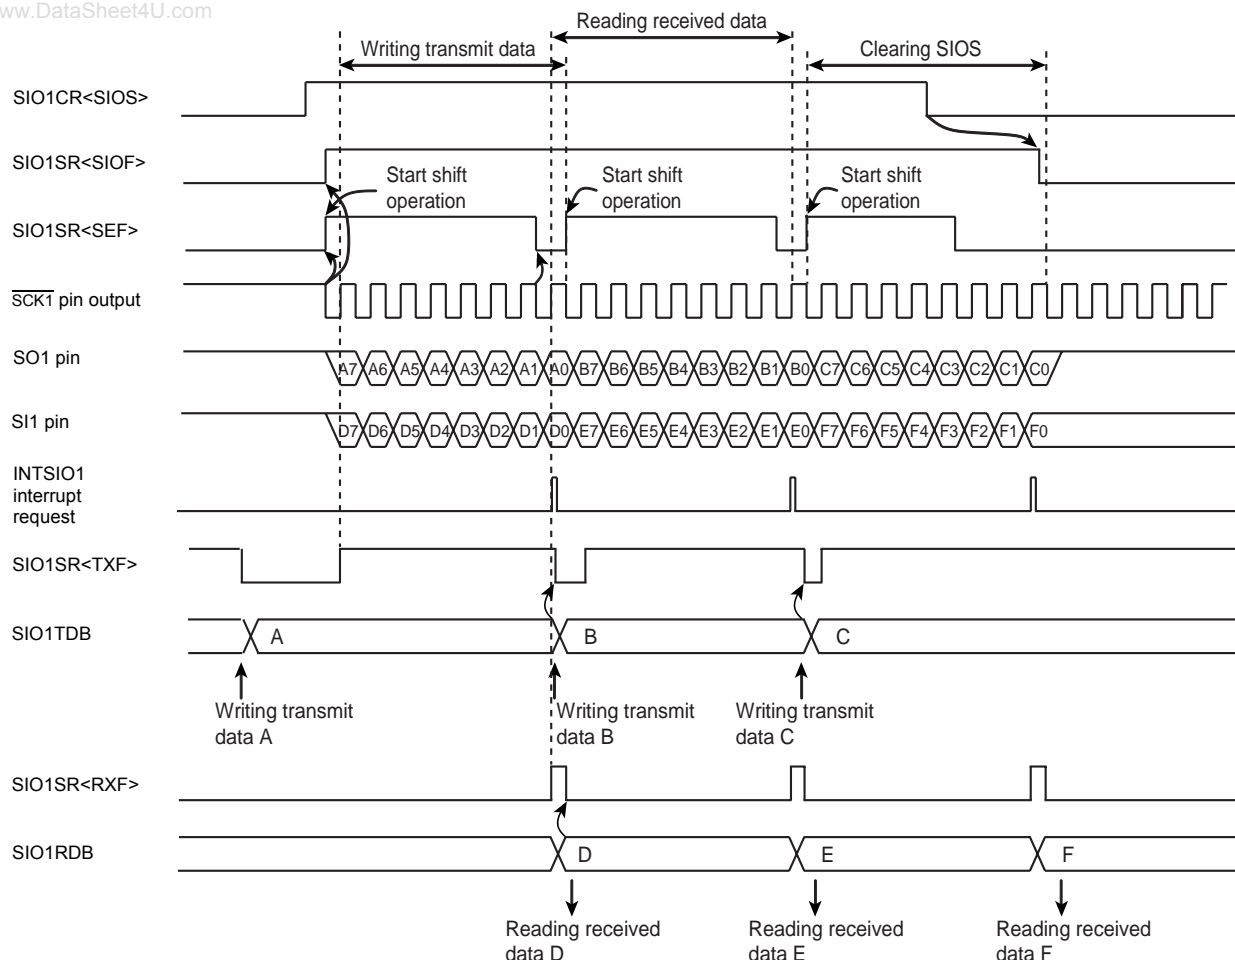 www.DataSheet4U.com
Reading received data
Writing transmit data
Clearing SIOS
SIO1CR<SIOS>
SIO1SR<SIOF>
Start shift
operation
Start shift
operation
Start shift
operation
SIO1SR<SEF>
SCK1 pin output
SO1 pin
A7 A6 A5 A4 A3 A2 A1 A0 B7 B6 B5 B4 B3 B2 B1 B0 C7 C6 C5 C4 C3 C2 C1 C0
SI1 pin
D7 D6 D5 D4 D3 D2 D1 D0 E7 E6 E5 E4 E3 E2 E1 E0 F7 F6 F5 F4 F3 F2 F1 F0
INTSIO1
interrupt
request
SIO1SR<TXF>
SIO1TDB
A B C
Writing transmit
data A
Writing transmit
data B
Writing transmit
data C
SIO1SR<RXF>
SIO1RDB
D E F
Reading received
data D
Reading received
data E
Reading received
data F